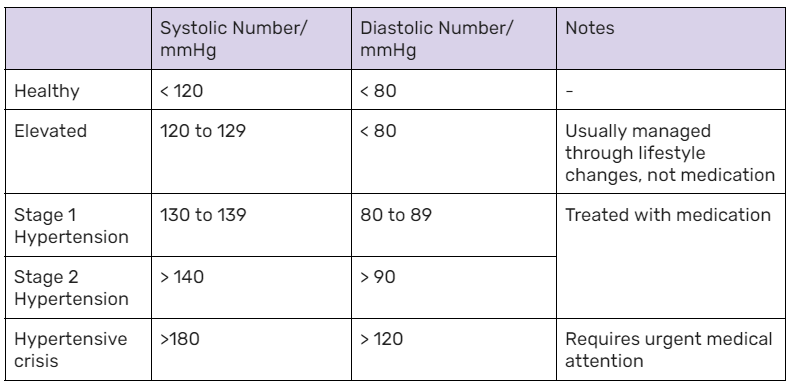 Systolic Number/ Diastolic Number/ Notes
mmHg mmHg
Healthy < 120 < 80 -
Elevated 120 to 129 < 80 Usually managed
through lifestyle
changes, not medication
Stage 1 130 to 139 80 to 89 Treated with medication
Hypertension
Stage 2 > 140 > 90
Hypertension
Hypertensive >180 > 120 Requires urgent medical
crisis attention